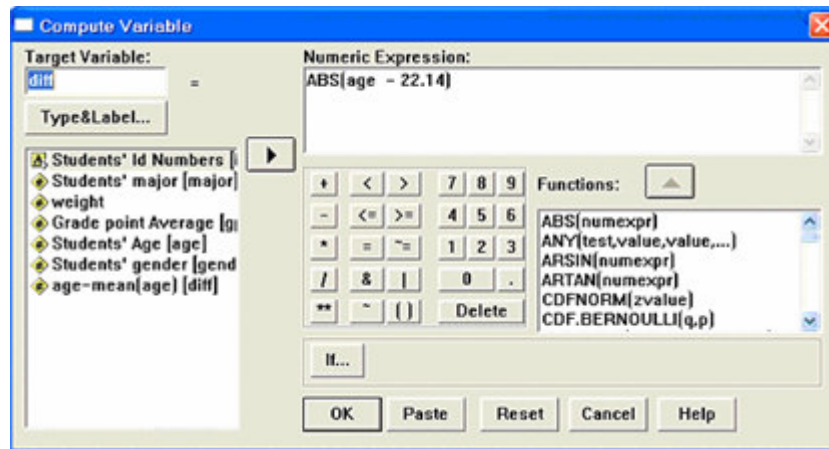 Compute Variable
Target Variable:
diff
=
Type&Label...
Students' Id Numbers [i
Students' major [major]
weight
Grade point Average [g
Students' Age [age]
Students' gender [gend
age-mean(age) [diff]
Numeric Expression:
ABS(age - 22.14)
+ < > 7 8 9
- <= >= 4 5 6
* = ~= 1 2 3
/ & | 0 .
** ~ () Delete
Functions:
ABS(numexpr)
ANY(test,value,value,...)
ARSIN(numexpr)
ARTAN(numexpr)
CDFNORM(zvalue)
CDF.BERNOULLI(q,p)
If...
OK Paste Reset Cancel Help